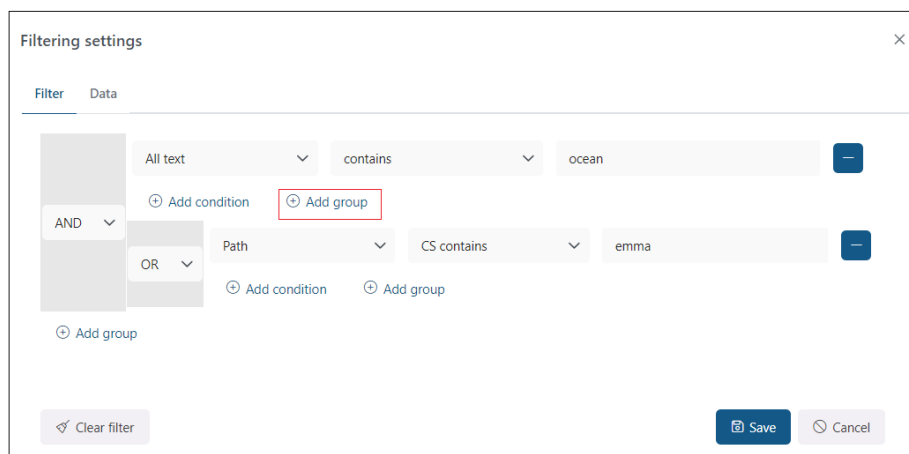 Filtering settings
Filter Data
All text contains ocean
Add condition Add group
AND
Path CS contains emma
OR
Add condition Add group
Add group
Clear filter Save Cancel